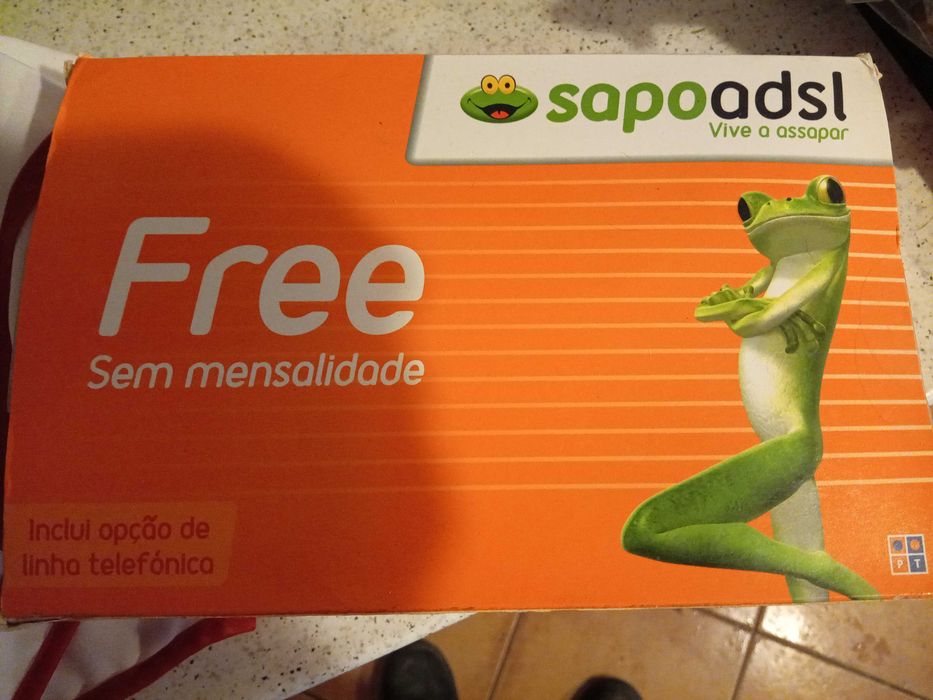 sapoadsl
Vive a assapar
Free
Sem mensalidade
Inclui opção de
linha telefónica
PT